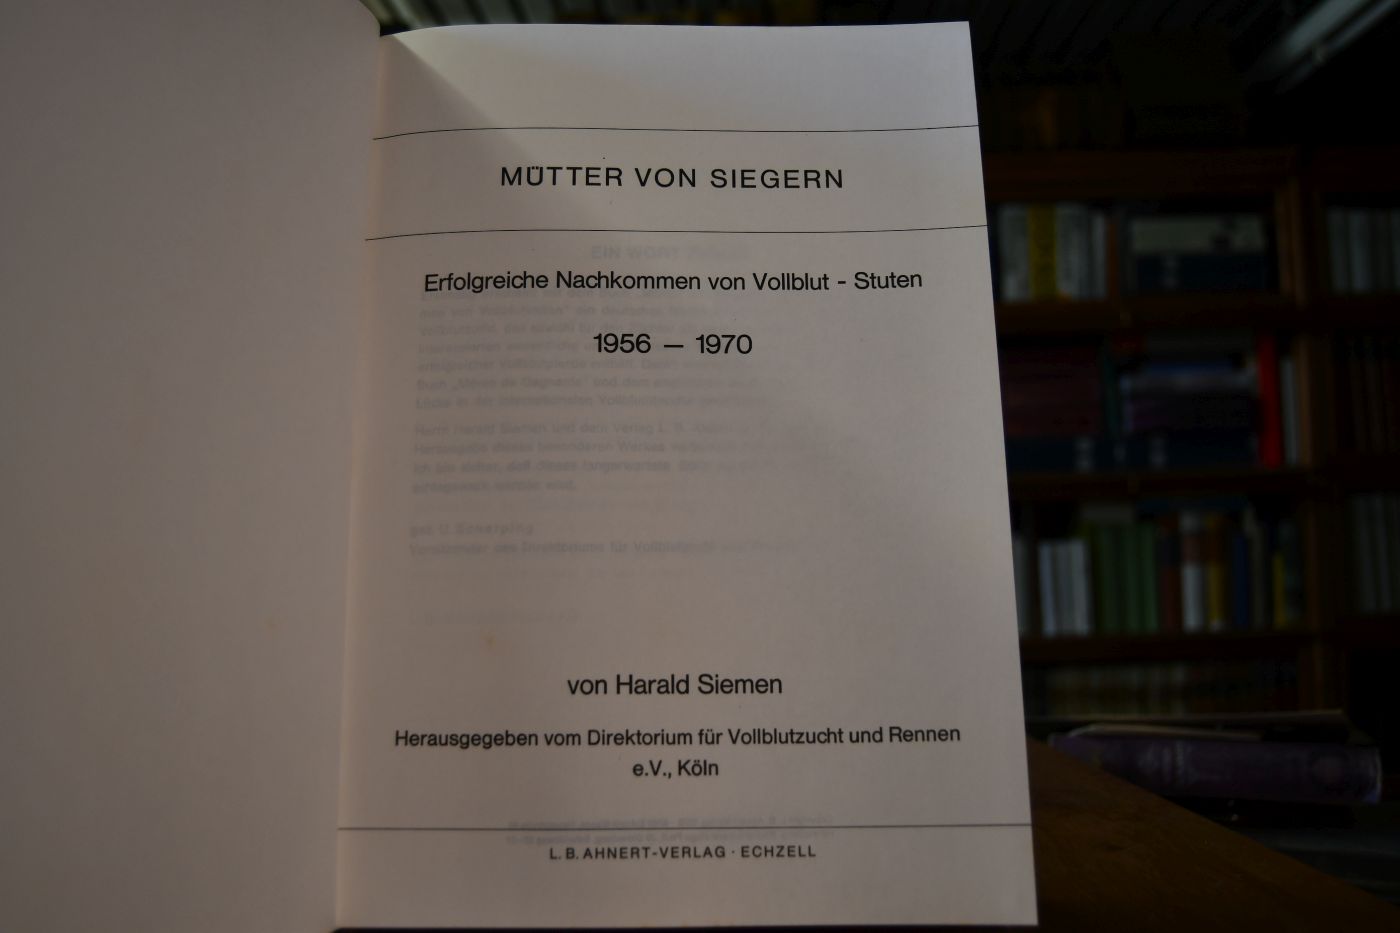 MÜTTER VON SIEGERN
Erfolgreiche Nachkommen von Vollblut - Stuten
1956 — 1970
von Harald Siemen
Herausgegeben vom Direktorium für Vollblutzucht und Rennen
e.V., Köln
L. B. AHNERT-VERLAG · ECHZELL